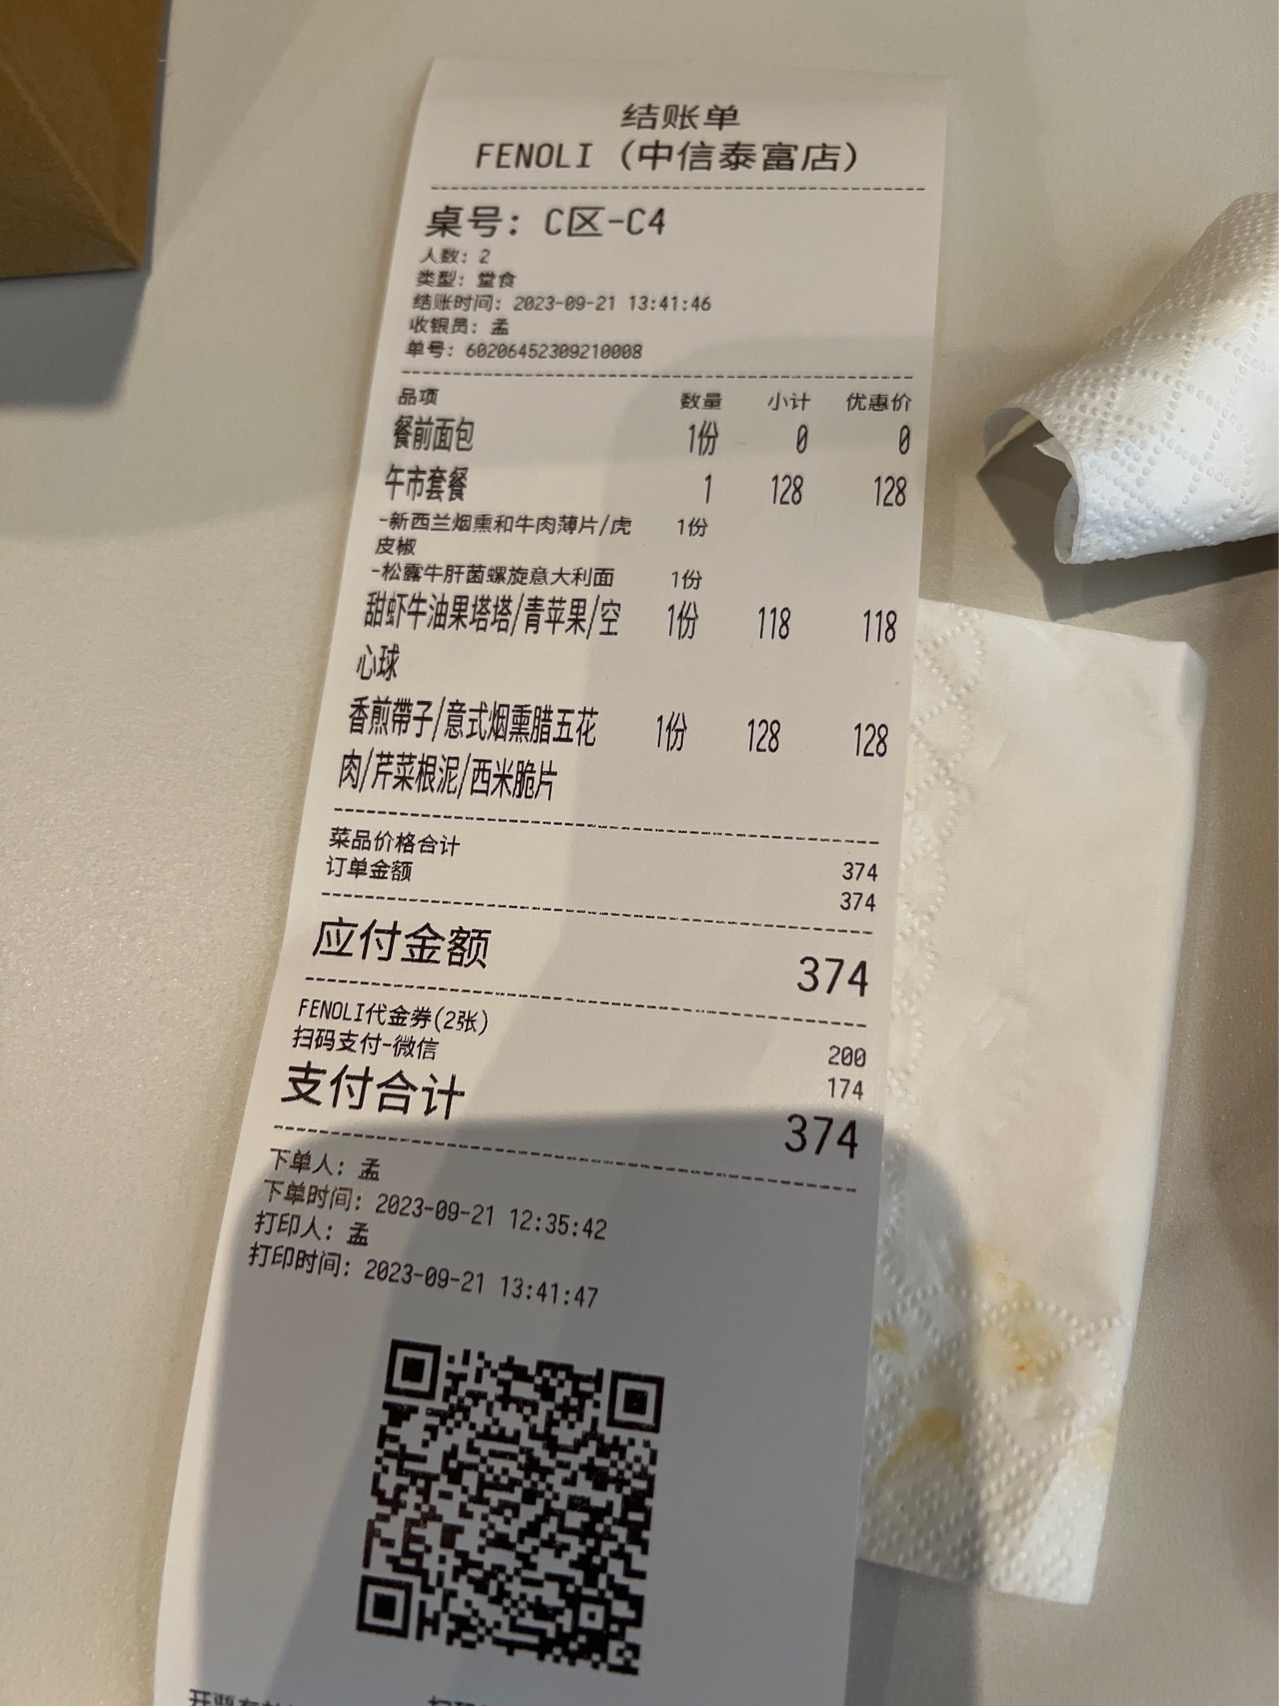 结账单
FENOLI（中信泰富店）
桌号：C区-C4
人数：2
类型：堂食
结账时间：2023-09-21 13:41:46
收银员：孟
单号：60206452309210008
品项 数量 小计 优惠价
餐前面包 1份 0 0
午市套餐 1 128 128
-新西兰烟熏和牛肉薄片/虎 1份
皮椒
-松露牛肝菌螺旋意大利面 1份
甜虾牛油果塔塔/青苹果/空 1份 118 118
心球
香煎帶子/意式烟熏腊五花 1份 128 128
肉/芹菜根泥/西米脆片
菜品价格合计 374
订单金额 374
应付金额 374
FENOLI代金券(2张) 200
扫码支付-微信 174
支付合计 374
下单人：孟
下单时间：2023-09-21 12:35:42
打印人：孟
打印时间：2023-09-21 13:41:47